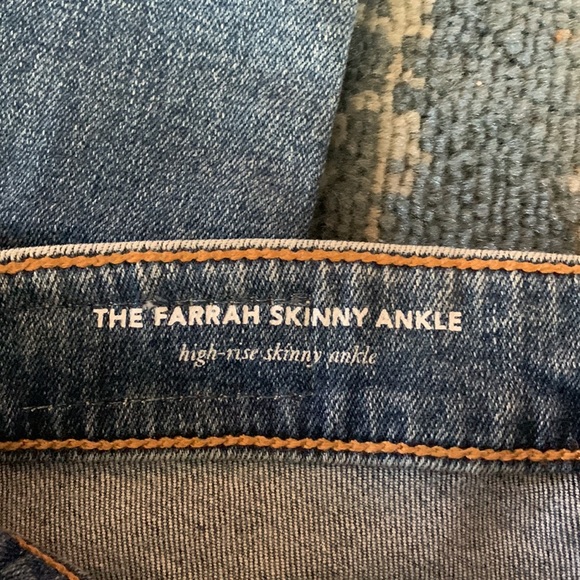 THE FARRAH SKINNY ANKLE
high-rise skinny ankle